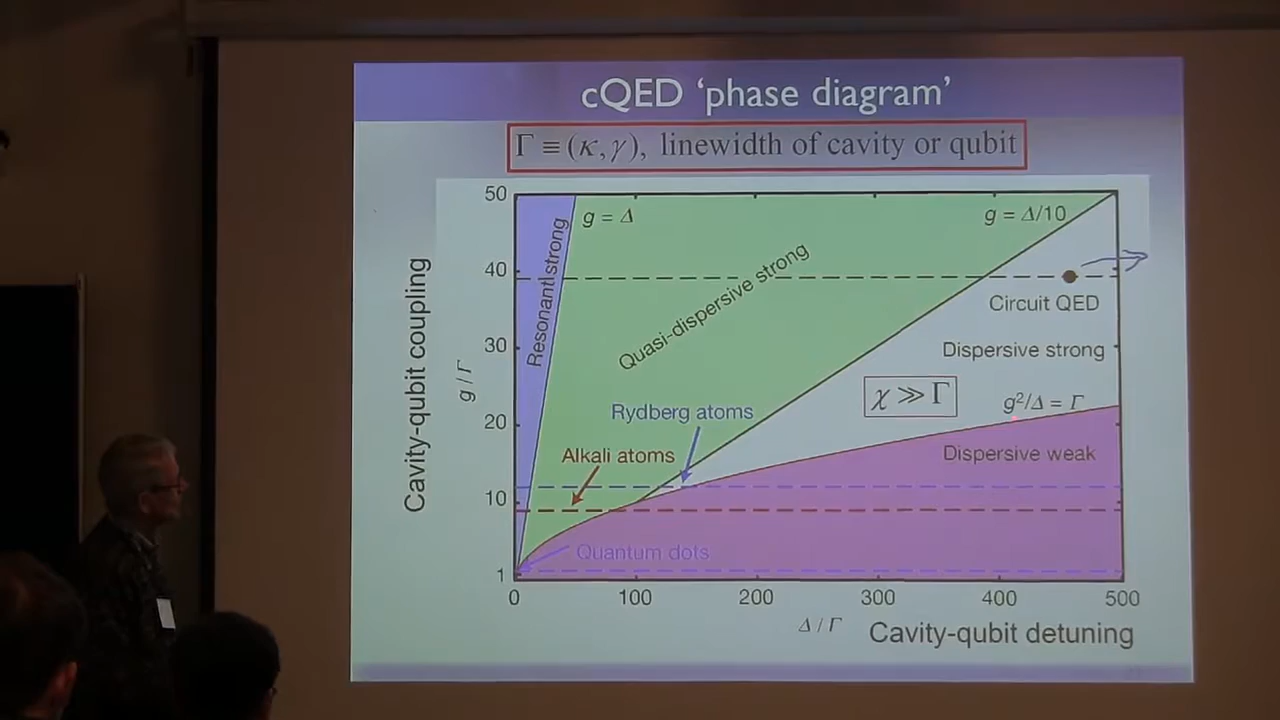 cQED ‘phase diagram’
Γ ≡ (κ, γ), linewidth of cavity or qubit
50
40
30
20
10
1
Cavity-qubit coupling
g / Γ
Resonant strong
g = Δ
Quasi-dispersive strong
g = Δ/10
Circuit QED
Dispersive strong
χ ≫ Γ
g²/Δ = Γ
Rydberg atoms
Alkali atoms
Dispersive weak
Quantum dots
0 100 200 300 400 500
Δ / Γ Cavity-qubit detuning